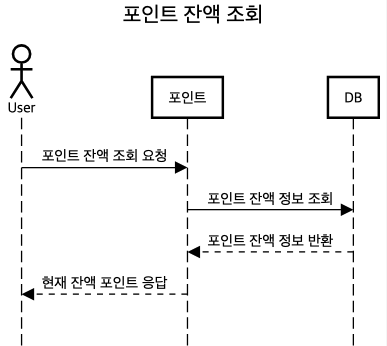 포인트 잔액 조회
User
포인트
DB
포인트 잔액 조회 요청
포인트 잔액 정보 조회
포인트 잔액 정보 반환
현재 잔액 포인트 응답